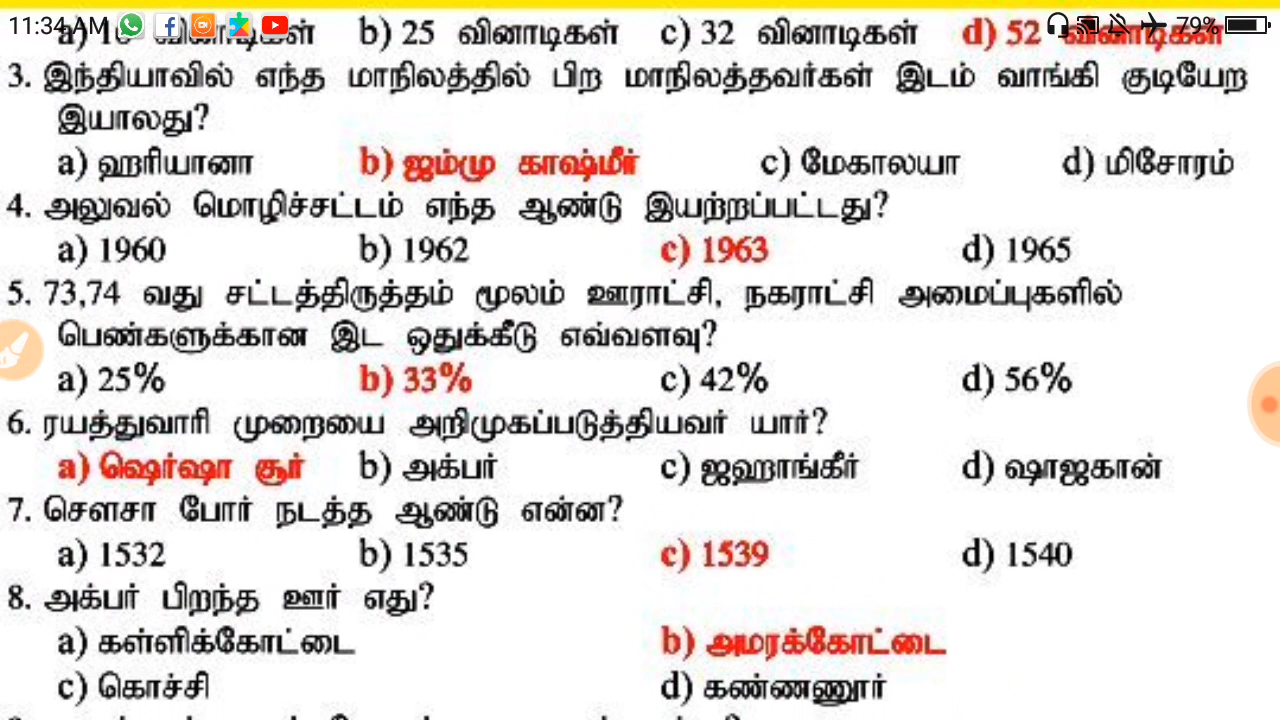 11:34 AM 79%
b) 25 வினாடிகள் c) 32 வினாடிகள் d) 52 வினாடிகள்
3. இந்தியாவில் எந்த மாநிலத்தில் பிற மாநிலத்தவர்கள் இடம் வாங்கி குடியேற
இயாலது?
a) ஹரியானா b) ஜம்மு காஷ்மீர் c) மேகாலயா d) மிசோரம்
4. அலுவல் மொழிச்சட்டம் எந்த ஆண்டு இயற்றப்பட்டது?
a) 1960 b) 1962 c) 1963 d) 1965
5. 73,74 வது சட்டத்திருத்தம் மூலம் ஊராட்சி, நகராட்சி அமைப்புகளில்
பெண்களுக்கான இட ஒதுக்கீடு எவ்வளவு?
a) 25% b) 33% c) 42% d) 56%
6. ரயத்துவாரி முறையை அறிமுகப்படுத்தியவர் யார்?
a) ஷெர்ஷா சூர் b) அக்பர் c) ஜஹாங்கீர் d) ஷாஜகான்
7. சௌசா போர் நடத்த ஆண்டு என்ன?
a) 1532 b) 1535 c) 1539 d) 1540
8. அக்பர் பிறந்த ஊர் எது?
a) கள்ளிக்கோட்டை b) அமரக்கோட்டை
c) கொச்சி d) கண்ணனூர்